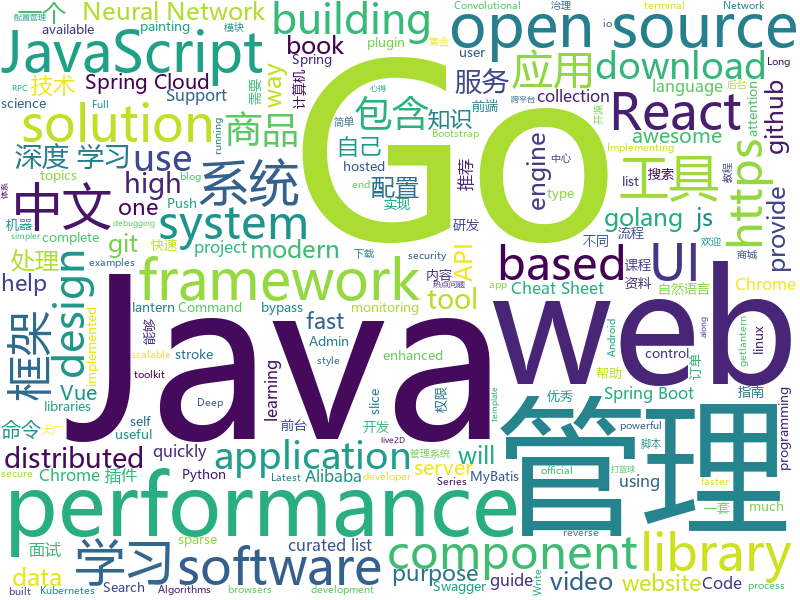 一个
Neural Network
building
Convolutional
Network
治理
terminal
io
Long
配置管理
模块
available
painting
plugin
user
集合
心得
JavaScript
book
open source
RPC
Full
Spring
way
服务
应用
download
计算机
需要
前端
跨平台
开源
后台
技术
Spring Cloud
包含
知识
language
github
science
Support
collection
简单
Bootstrap
solution
商品
Go
React
awesome
attention
Implementing
running
深度 学习
use
自己
engine
hosted
中心
type
list
搜索
教程
中文
系统
high
配置
推荐
工具
https
topics
one
Push
实现
end
研发
golang js
体系
机器
blog
complete
git
system
API
不同
流程
provide
debugging
处理
快速
project
modern
下载
security
内容
欢迎
商城
simpler
examples
design
framework
based
UI
课程
资料
Chrome
help
Command
bypass
monitoring
tool
热点问题
app
Cheat Sheet
自然语言
implemented
框架
能够
lantern
fast
Java
web
Android
control
linux
along
Admin
scalable
stroke
enhanced
style
帮助
订单
getlantern
toolkit
Vue
learning
self
slice
权限
优秀
Spring Boot
指南
libraries
Deep
前台
命令
useful
quickly
开发
template
powerful
脚本
programming
大厂
live2D
管理系统
will
official
打篮球
distributed
application
管理
Latest
developer
server
MyBatis
using
一套
much
Chrome
插件
Python
Series
faster
performance
面试
学习
software
component
library
sparse
secure
curated list
purpose
data
Swagger
guide
video
website
Code
reverse
built
Kubernetes
Search
Algorithms
browsers
development
Write
process
Alibaba